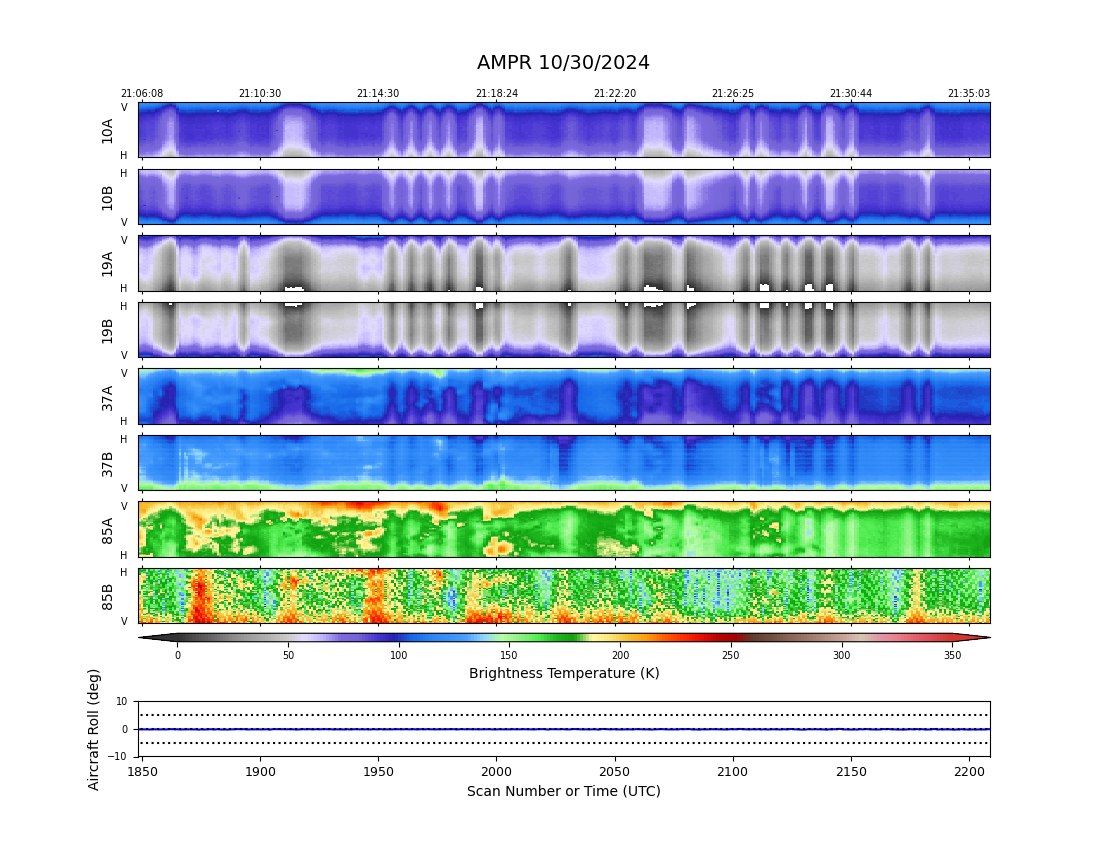 AMPR 10/30/2024
21:06:08 21:10:30 21:14:30 21:18:24 21:22:20 21:26:25 21:30:44 21:35:03
V
10A
H
H
10B
V
V
19A
H
H
19B
V
V
37A
H
H
37B
V
V
85A
H
H
85B
V
0 50 100 150 200 250 300 350
Brightness Temperature (K)
Aircraft Roll (deg)
10
0
−10
1850 1900 1950 2000 2050 2100 2150 2200
Scan Number or Time (UTC)